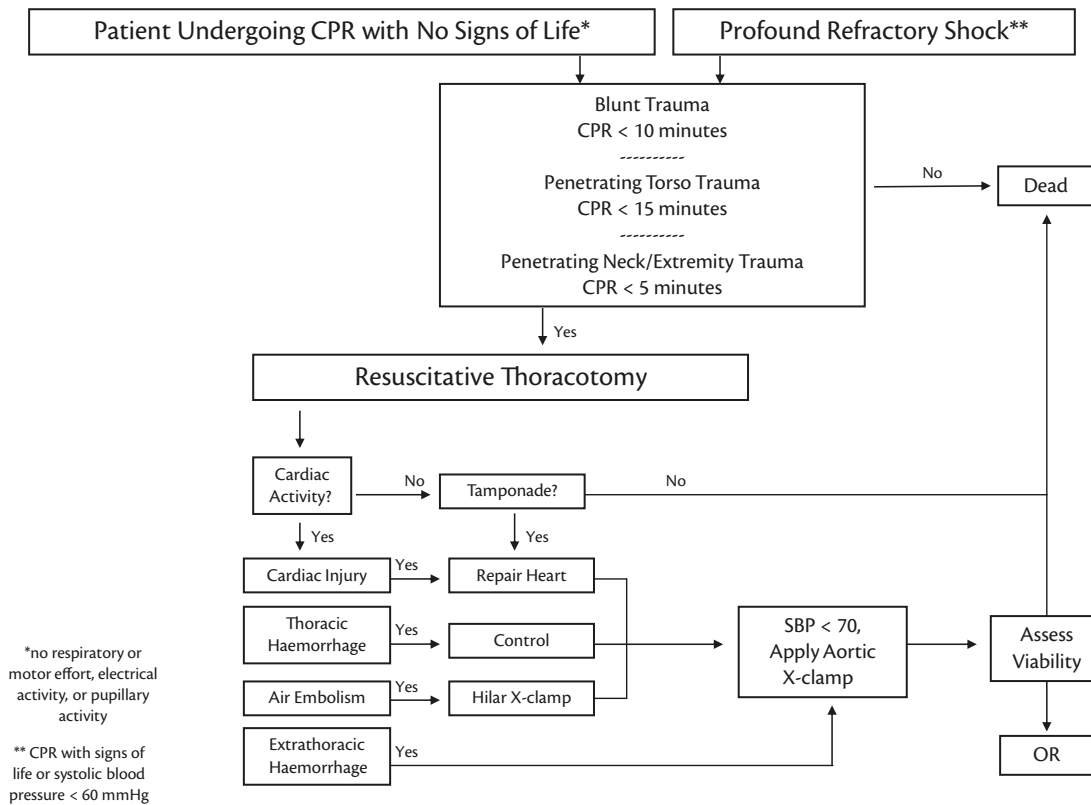 Patient Undergoing CPR with No Signs of Life*
Profound Refractory Shock**
Blunt Trauma
CPR < 10 minutes
----------
Penetrating Torso Trauma
CPR < 15 minutes
----------
Penetrating Neck/Extremity Trauma
CPR < 5 minutes
No
Dead
Yes
Resuscitative Thoracotomy
Cardiac
Activity?
No
Tamponade?
No
Yes
Yes
Cardiac Injury
Yes
Repair Heart
Thoracic
Haemorrhage
Yes
Control
Air Embolism
Yes
Hilar X-clamp
Extrathoracic
Haemorrhage
Yes
SBP < 70,
Apply Aortic
X-clamp
Assess
Viability
OR
*no respiratory or
motor effort, electrical
activity, or pupillary
activity
** CPR with signs of
life or systolic blood
pressure < 60 mmHg